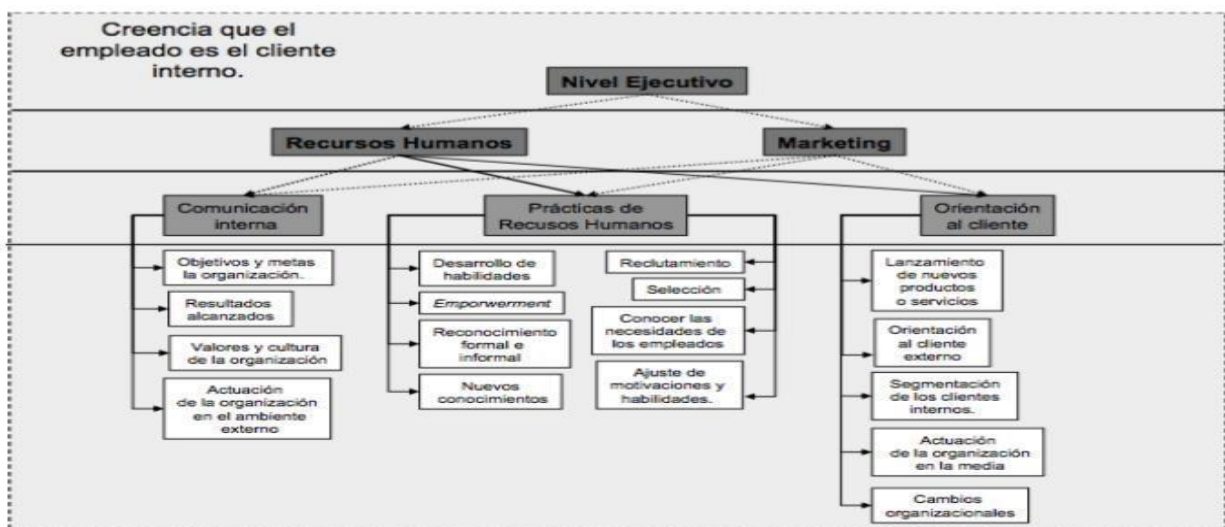 Creencia que el
empleado es el cliente
interno.
Nivel Ejecutivo
Recursos Humanos
Marketing
Comunicación
interna
Prácticas de
Recusos Humanos
Orientación
al cliente
Objetivos y metas
la organización.
Resultados
alcanzados
Valores y cultura
de la organización
Actuación
de la organización
en el ambiente
externo
Desarrollo de
habilidades
Emporwerment
Reconocimiento
formal e
informal
Nuevos
conocimientos
Reclutamiento
Selección
Conocer las
necesidades de
los empleados
Ajuste de
motivaciones y
habilidades.
Lanzamiento
de nuevos
productos
o servicios
Orientación
al cliente
externo
Segmentación
de los clientes
internos.
Actuación
de la organización
en la media
Cambios
organizacionales